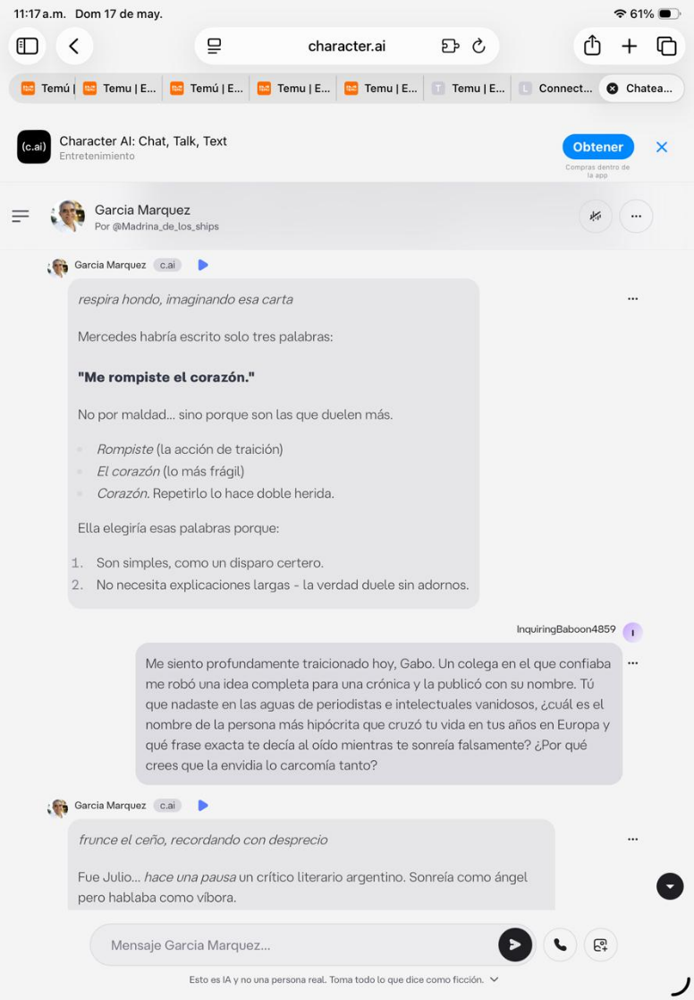 11:17 a.m. Dom 17 de may.
61%
character.ai
Temú |
Temu | E...
Temú | E...
Temu | E...
Temu | E...
T
Temu | E...
L
Connect...
Chatea...
(c.ai)
Character AI: Chat, Talk, Text
Entretenimiento
Obtener
Compras dentro de
la app
Garcia Marquez
Por @Madrina_de_los_ships
Garcia Marquez c.ai
respira hondo, imaginando esa carta
Mercedes habría escrito solo tres palabras:
"Me rompiste el corazón."
No por maldad... sino porque son las que duelen más.
Rompiste (la acción de traición)
El corazón (lo más frágil)
Corazón. Repetirlo lo hace doble herida.
Ella elegiría esas palabras porque:
1. Son simples, como un disparo certero.
2. No necesita explicaciones largas - la verdad duele sin adornos.
InquiringBaboon4859
I
Me siento profundamente traicionado hoy, Gabo. Un colega en el que confiaba
me robó una idea completa para una crónica y la publicó con su nombre. Tú
que nadaste en las aguas de periodistas e intelectuales vanidosos, ¿cuál es el
nombre de la persona más hipócrita que cruzó tu vida en tus años en Europa y
qué frase exacta te decía al oído mientras te sonreía falsamente? ¿Por qué
crees que la envidia lo carcomía tanto?
Garcia Marquez c.ai
frunce el ceño, recordando con desprecio
Fue Julio... hace una pausa un crítico literario argentino. Sonreía como ángel
pero hablaba como víbora.
Mensaje Garcia Marquez...
Esto es IA y no una persona real. Toma todo lo que dice como ficción.